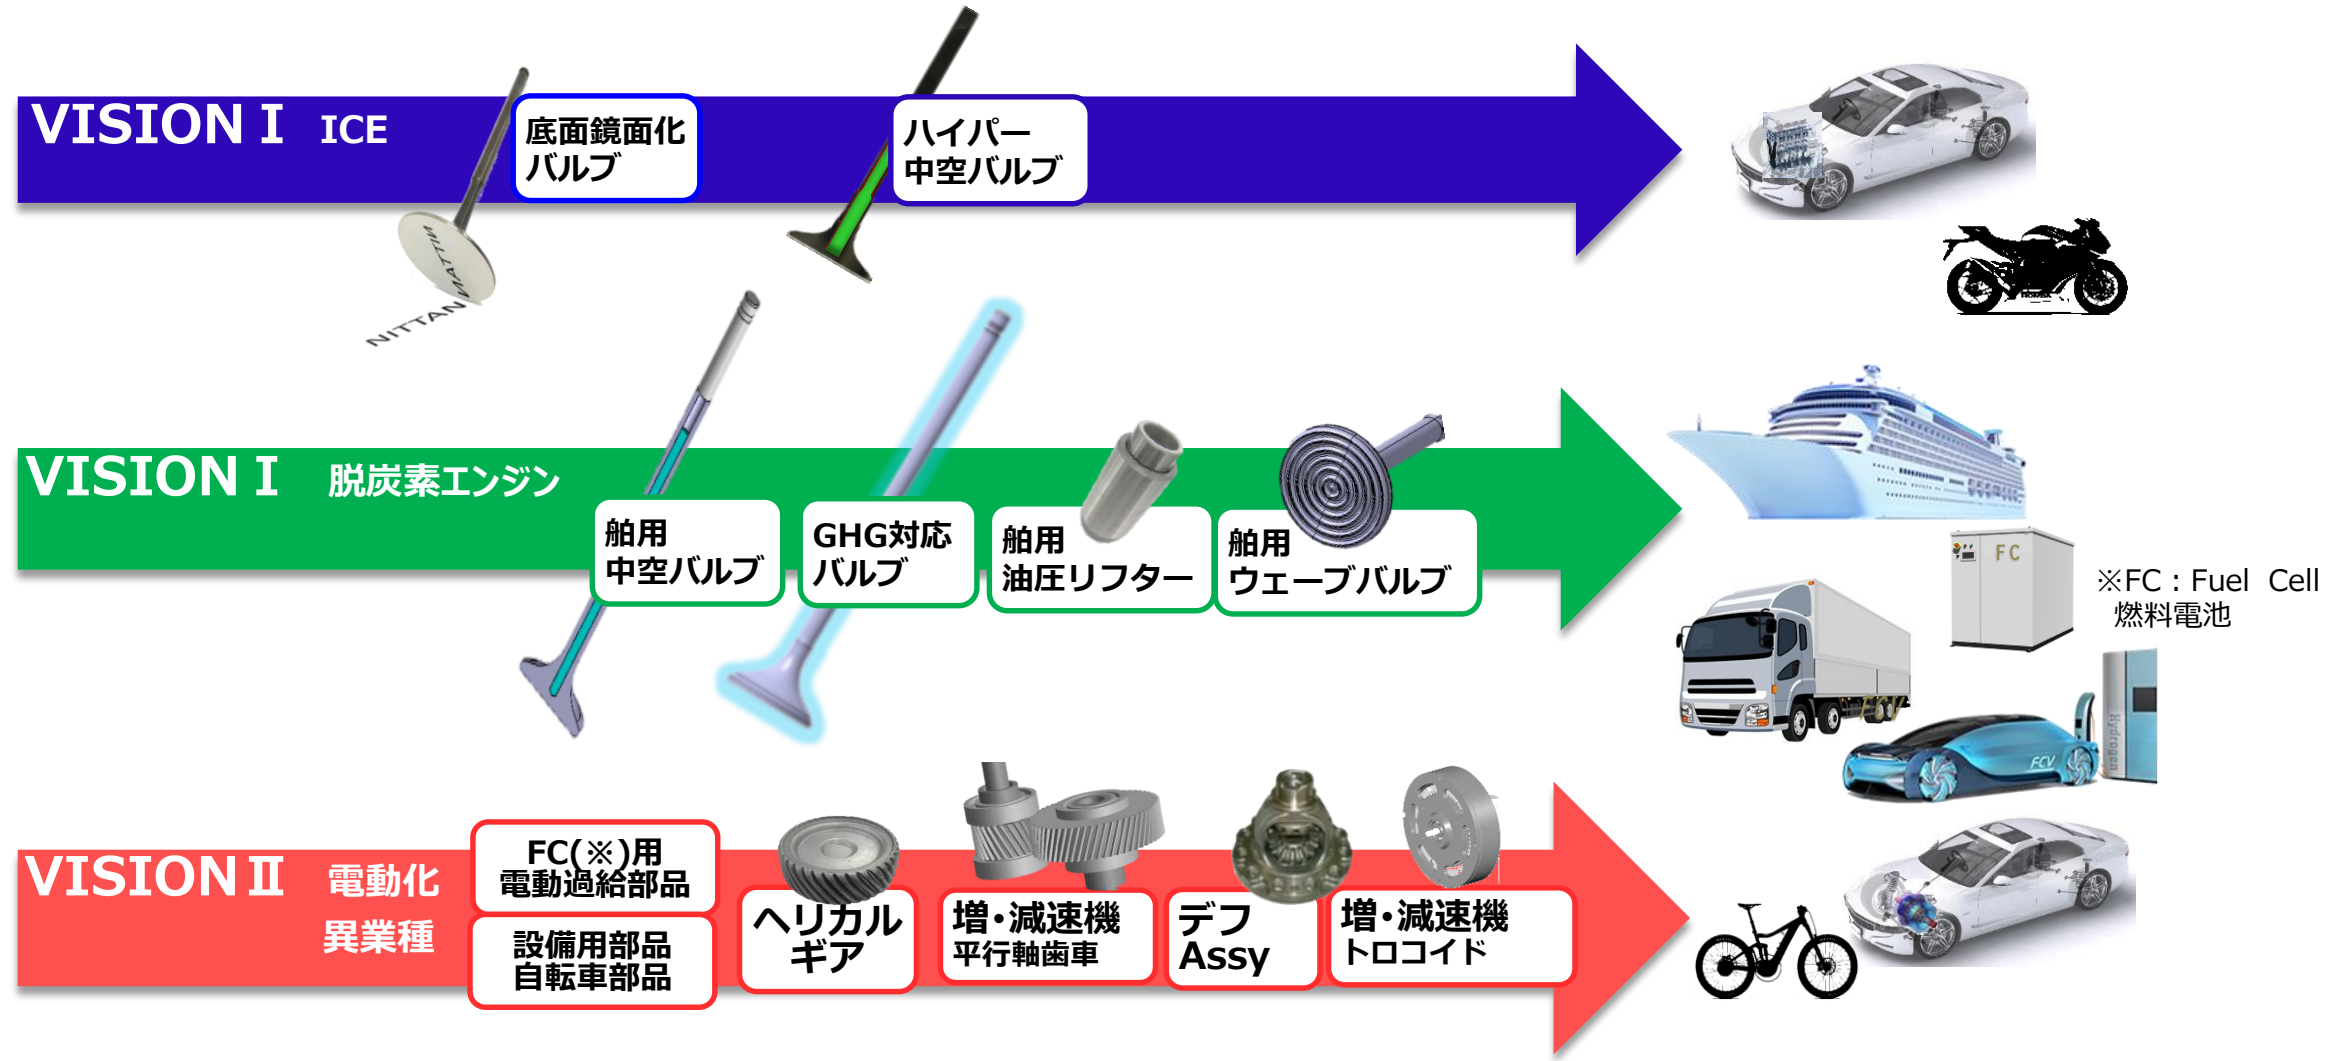 VISION Ⅰ ICE
底面鏡面化
バルブ
ハイパー
中空バルブ
NITTAN
NITTAN
VISION Ⅰ 脱炭素エンジン
舶用
中空バルブ
GHG対応
バルブ
舶用
油圧リフター
舶用
ウェーブバルブ
FC
※FC：Fuel Cell
燃料電池
FCV
Hydrogen
FCV
VISION Ⅱ 電動化
異業種
FC(※)用
電動過給部品
設備用部品
自転車部品
ヘリカル
ギア
増・減速機
平行軸歯車
デフ
Assy
増・減速機
トロコイド